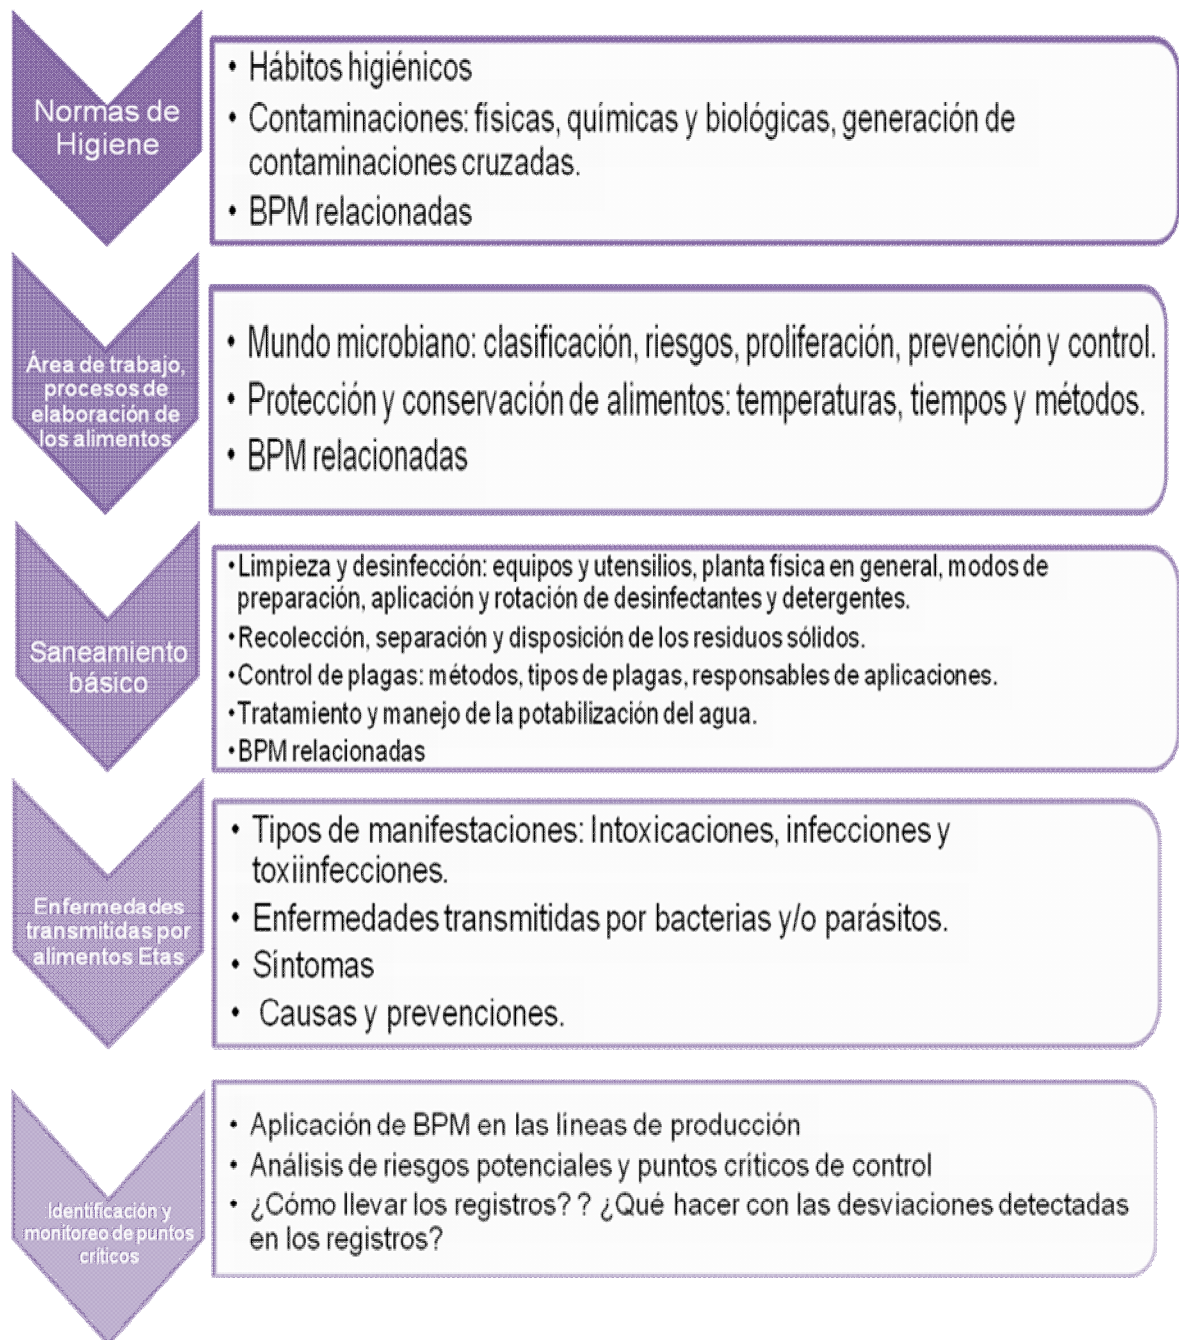 Normas de
Higiene
• Hábitos higiénicos
• Contaminaciones: físicas, químicas y biológicas, generación de
contaminaciones cruzadas.
• BPM relacionadas
Área de trabajo,
procesos de
elaboración de
los alimentos
• Mundo microbiano: clasificación, riesgos, proliferación, prevención y control.
• Protección y conservación de alimentos: temperaturas, tiempos y métodos.
• BPM relacionadas
Saneamiento
básico
•Limpieza y desinfección: equipos y utensilios, planta física en general, modos de
preparación, aplicación y rotación de desinfectantes y detergentes.
•Recolección, separación y disposición de los residuos sólidos.
•Control de plagas: métodos, tipos de plagas, responsables de aplicaciones.
•Tratamiento y manejo de la potabilización del agua.
•BPM relacionadas
Enfermedades
transmitidas por
alimentos Etas
• Tipos de manifestaciones: Intoxicaciones, infecciones y
toxiinfecciones.
• Enfermedades transmitidas por bacterias y/o parásitos.
• Síntomas
• Causas y prevenciones.
Identificación y
monitoreo de puntos
críticos
• Aplicación de BPM en las líneas de producción
• Análisis de riesgos potenciales y puntos críticos de control
• ¿Cómo llevar los registros? ? ¿Qué hacer con las desviaciones detectadas
en los registros?